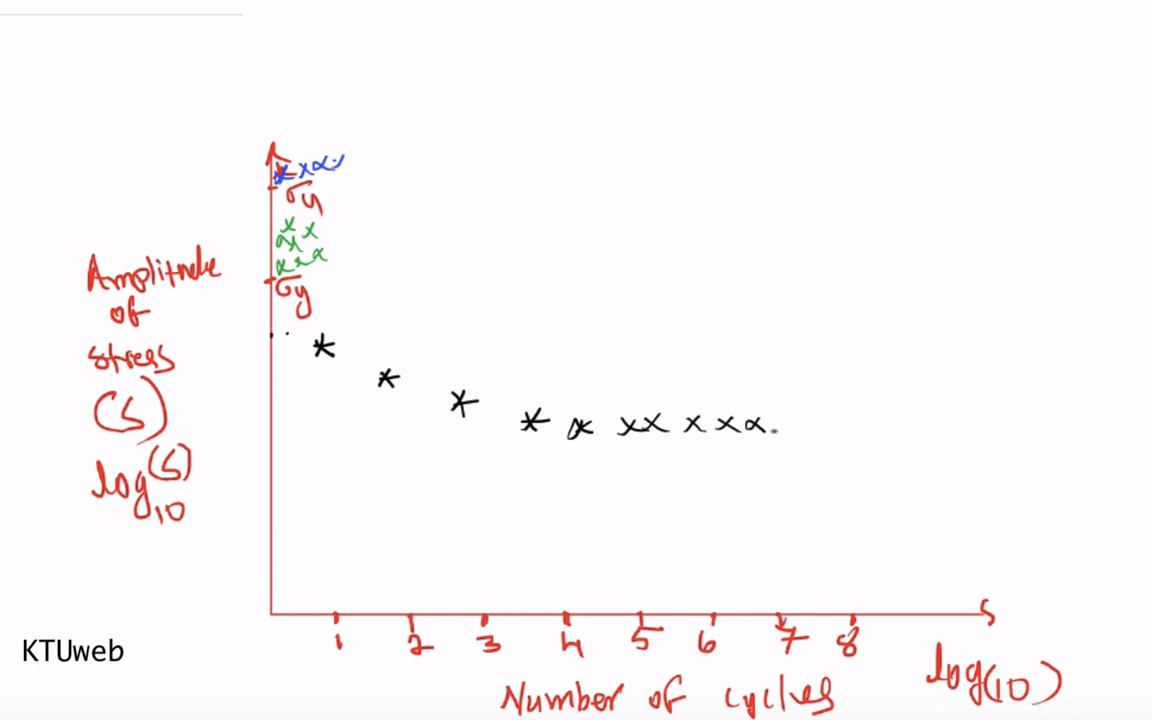 σu
σy
Amplitude
of
stress
(S)
log10(S)
1 2 3 4 5 6 7 8
S
Number of cycles
log(10)
KTUweb